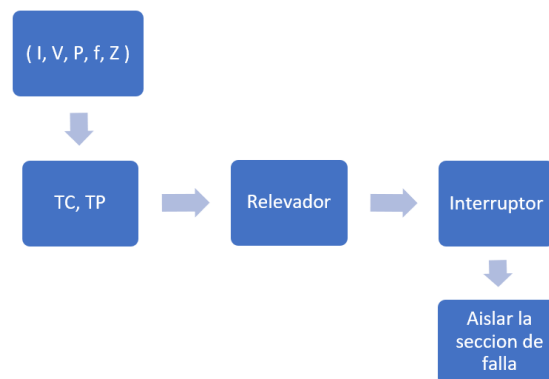 ( I, V, P, f, Z )
TC, TP
Relevador
Interruptor
Aislar la
seccion de
falla